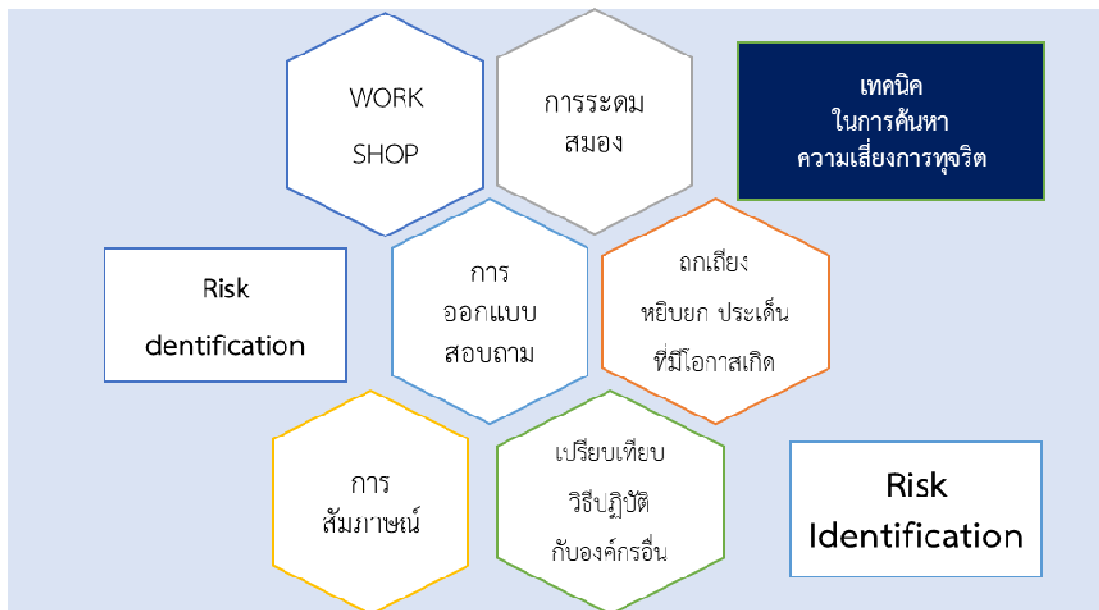 WORK
SHOP
การระดม
สมอง
เทคนิค
ในการค้นหา
ความเสี่ยงการทุจริต
Risk
dentification
การ
ออกแบบ
สอบถาม
ถกเถียง
หยิบยก ประเด็น
ที่มีโอกาสเกิด
การ
สัมภาษณ์
เปรียบเทียบ
วิธีปฏิบัติ
กับองค์กรอื่น
Risk
Identification